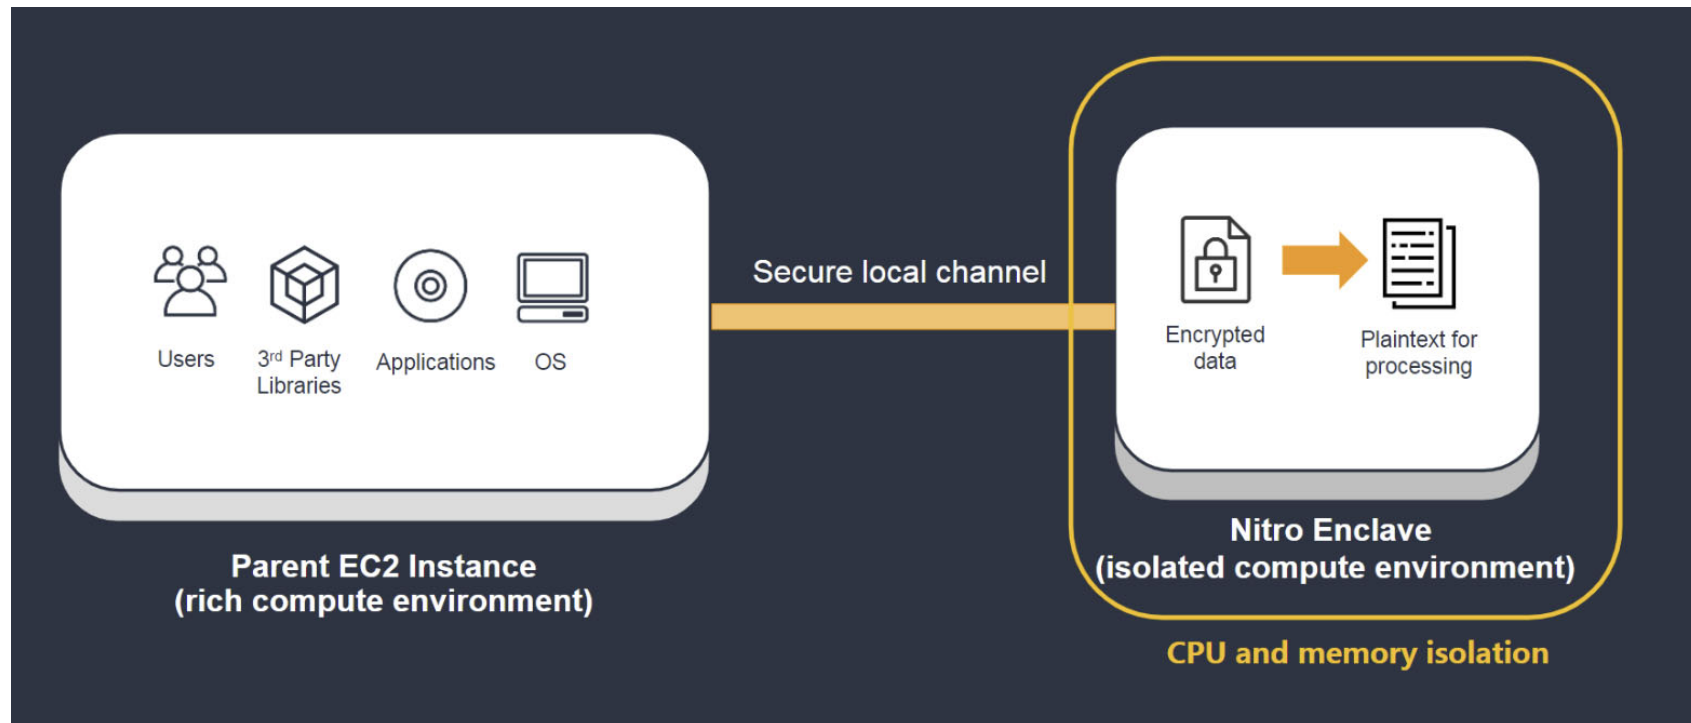 Users
3rd Party
Libraries
Applications
OS
Parent EC2 Instance
(rich compute environment)
Secure local channel
Encrypted
data
Plaintext for
processing
Nitro Enclave
(isolated compute environment)
CPU and memory isolation